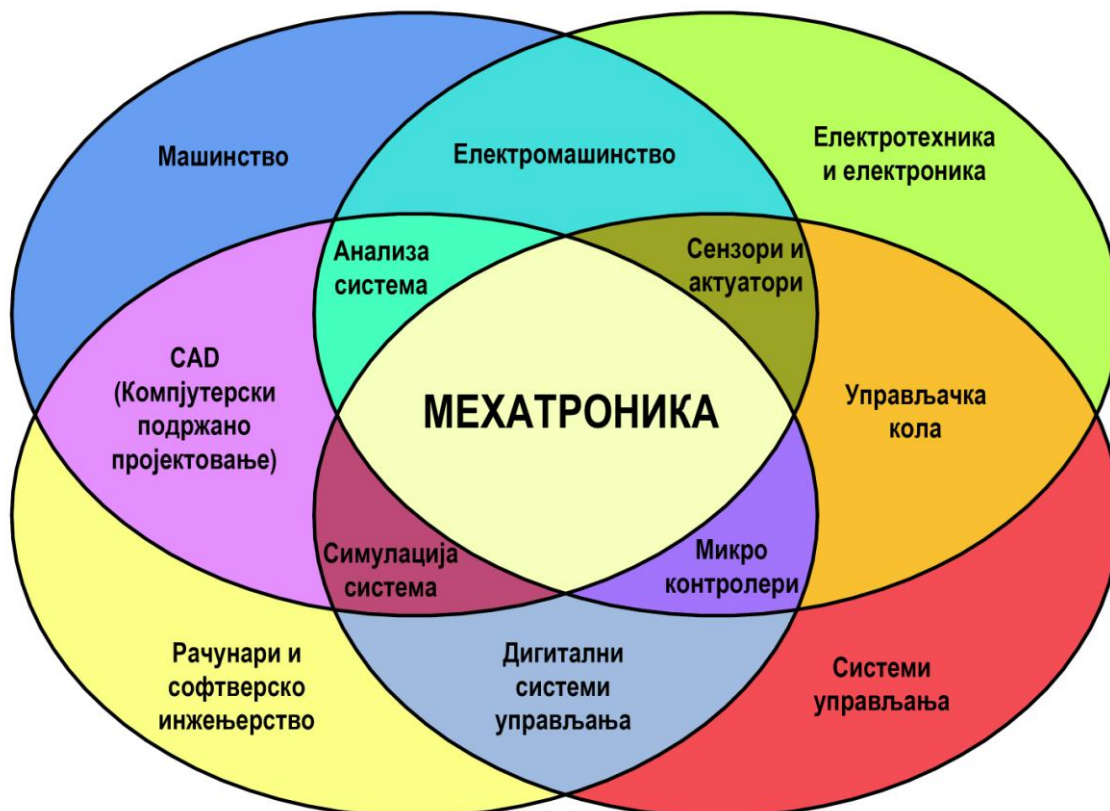 Машинство
Електромашинство
Електротехника
и електроника
Анализа
система
Сензори и
актуатори
CAD
(Компјутерски
подржано
пројектовање)
МЕХАТРОНИКА
Управљачка
кола
Симулација
система
Микро
контролери
Рачунари и
софтверско
инжењерство
Дигитални
системи
управљања
Системи
управљања